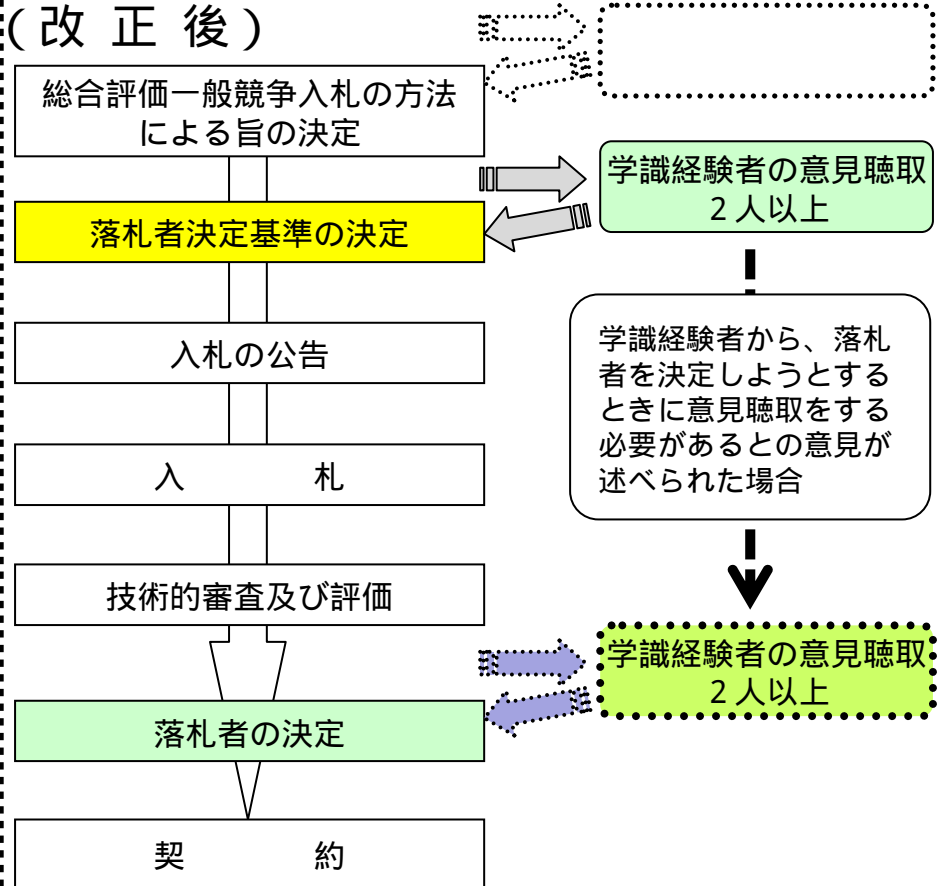 (改 正 後)
総合評価一般競争入札の方法
による旨の決定
学識経験者の意見聴取
2人以上
落札者決定基準の決定
入札の公告
学識経験者から、落札
者を決定しようとする
ときに意見聴取をする
必要があるとの意見が
述べられた場合
入 札
技術的審査及び評価
学識経験者の意見聴取
2人以上
落札者の決定
契 約